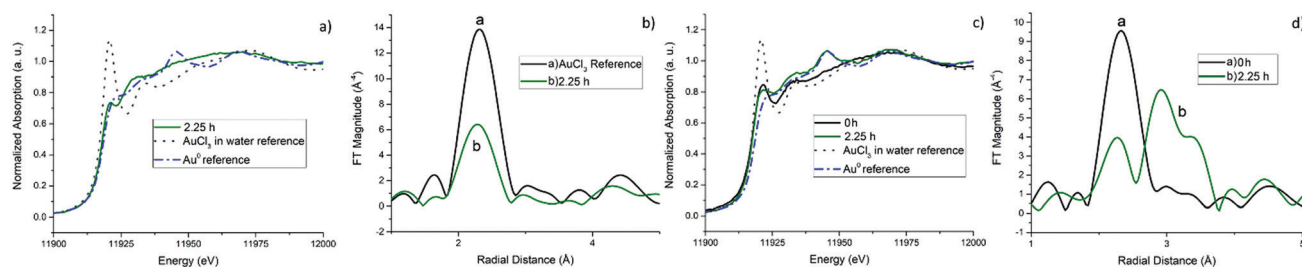 a)
1.2
1.0
0.8
0.6
0.4
0.2
0.0
Normalized Absorption (a. u.)
2.25 h
AuCl₃ in water reference
Au⁰ reference
11900 11925 11950 11975 12000
Energy (eV)
b)
14
12
10
8
6
4
2
0
-2
FT Magnitude (Å⁻⁴)
a
b
a)AuCl₃ Reference
b)2.25 h
2 4
Radial Distance (Å)
c)
1.2
1.0
0.8
0.6
0.4
0.2
0.0
Normalized Absorption (a. u.)
0h
2.25 h
AuCl₃ in water reference
Au⁰ reference
11900 11925 11950 11975 12000
Energy (eV)
d)
10
9
8
7
6
5
4
3
2
1
0
-1
FT Magnitude (Å⁻⁴)
a
b
a)0h
b)2.25 h
1 3 5
Radial Distance (Å)